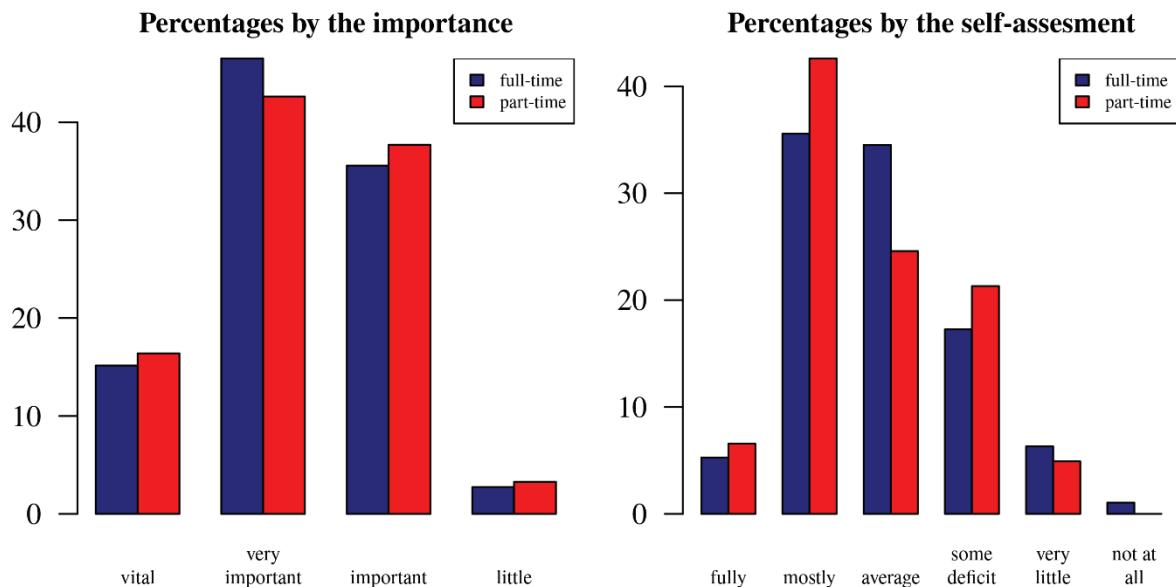 Percentages by the importance
full-time
part-time
40
30
20
10
0
vital
very
important
important
little
Percentages by the self-assesment
full-time
part-time
40
30
20
10
0
fully
mostly
average
some
deficit
very
little
not at
all